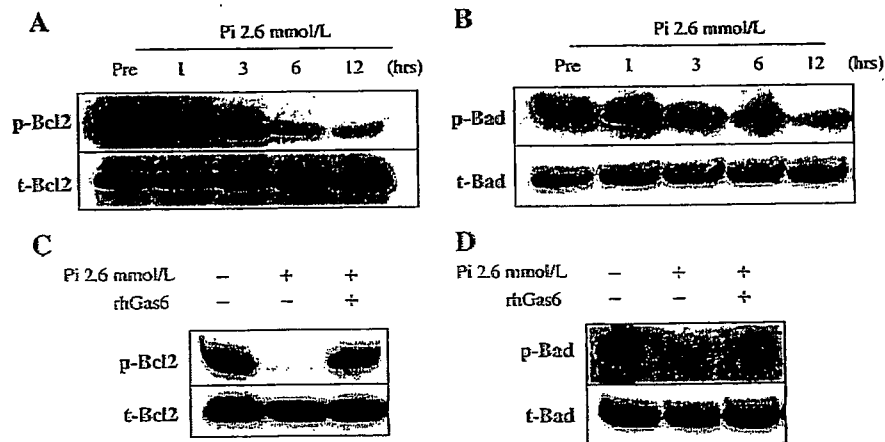 A
Pi 2.6 mmol/L
Pre 1 3 6 12 (hrs)
p-Bcl2
t-Bcl2
B
Pi 2.6 mmol/L
Pre 1 3 6 12 (hrs)
p-Bad
t-Bad
C
Pi 2.6 mmol/L − + +
rhGas6 − − +
p-Bcl2
t-Bcl2
D
Pi 2.6 mmol/L − + +
rhGas6 − − +
p-Bad
t-Bad